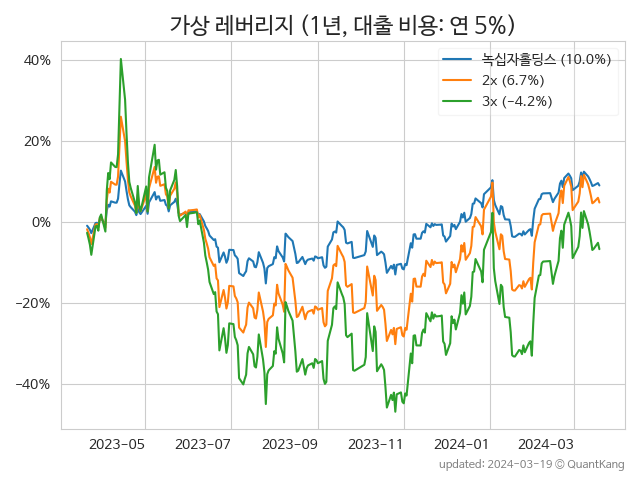 가상 레버리지 (1년, 대출 비용: 연 5%)
녹십자홀딩스 (10.0%)
2x (6.7%)
3x (−4.2%)
40%
20%
0%
−20%
−40%
2023-05 2023-07 2023-09 2023-11 2024-01 2024-03
updated: 2024-03-19 © QuantKang